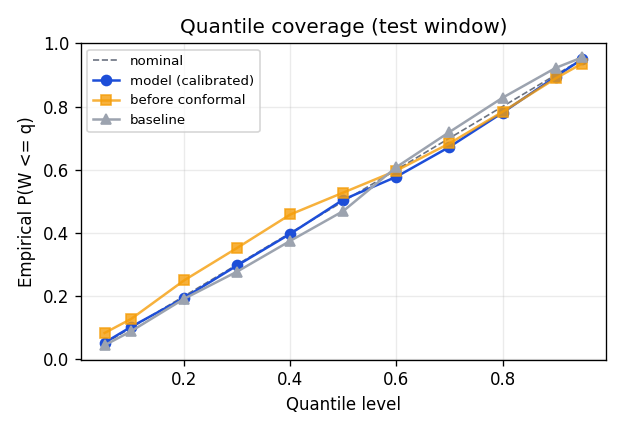 Quantile coverage (test window)
nominal
model (calibrated)
before conformal
baseline
Empirical P(W <= q)
1.0
0.8
0.6
0.4
0.2
0.0
0.2 0.4 0.6 0.8
Quantile level